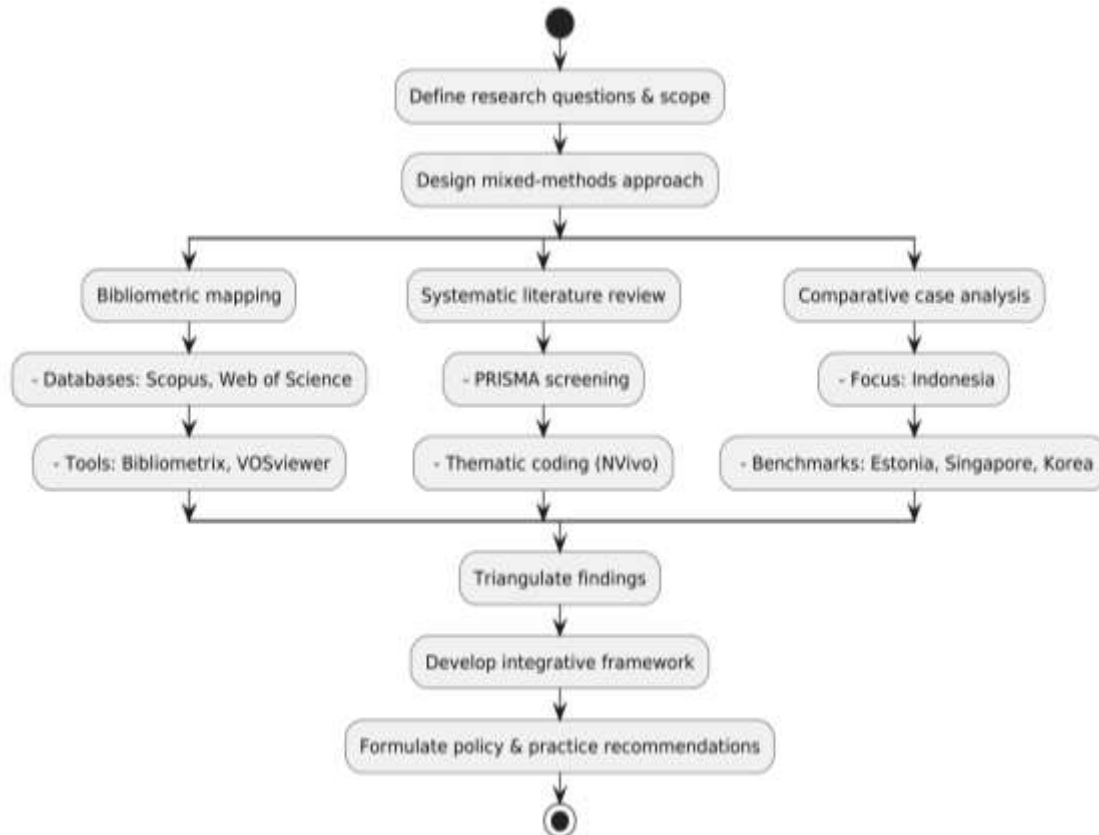 Define research questions & scope
Design mixed-methods approach
Bibliometric mapping
- Databases: Scopus, Web of Science
- Tools: Bibliometrix, VOSviewer
Systematic literature review
- PRISMA screening
- Thematic coding (NVivo)
Comparative case analysis
- Focus: Indonesia
- Benchmarks: Estonia, Singapore, Korea
Triangulate findings
Develop integrative framework
Formulate policy & practice recommendations